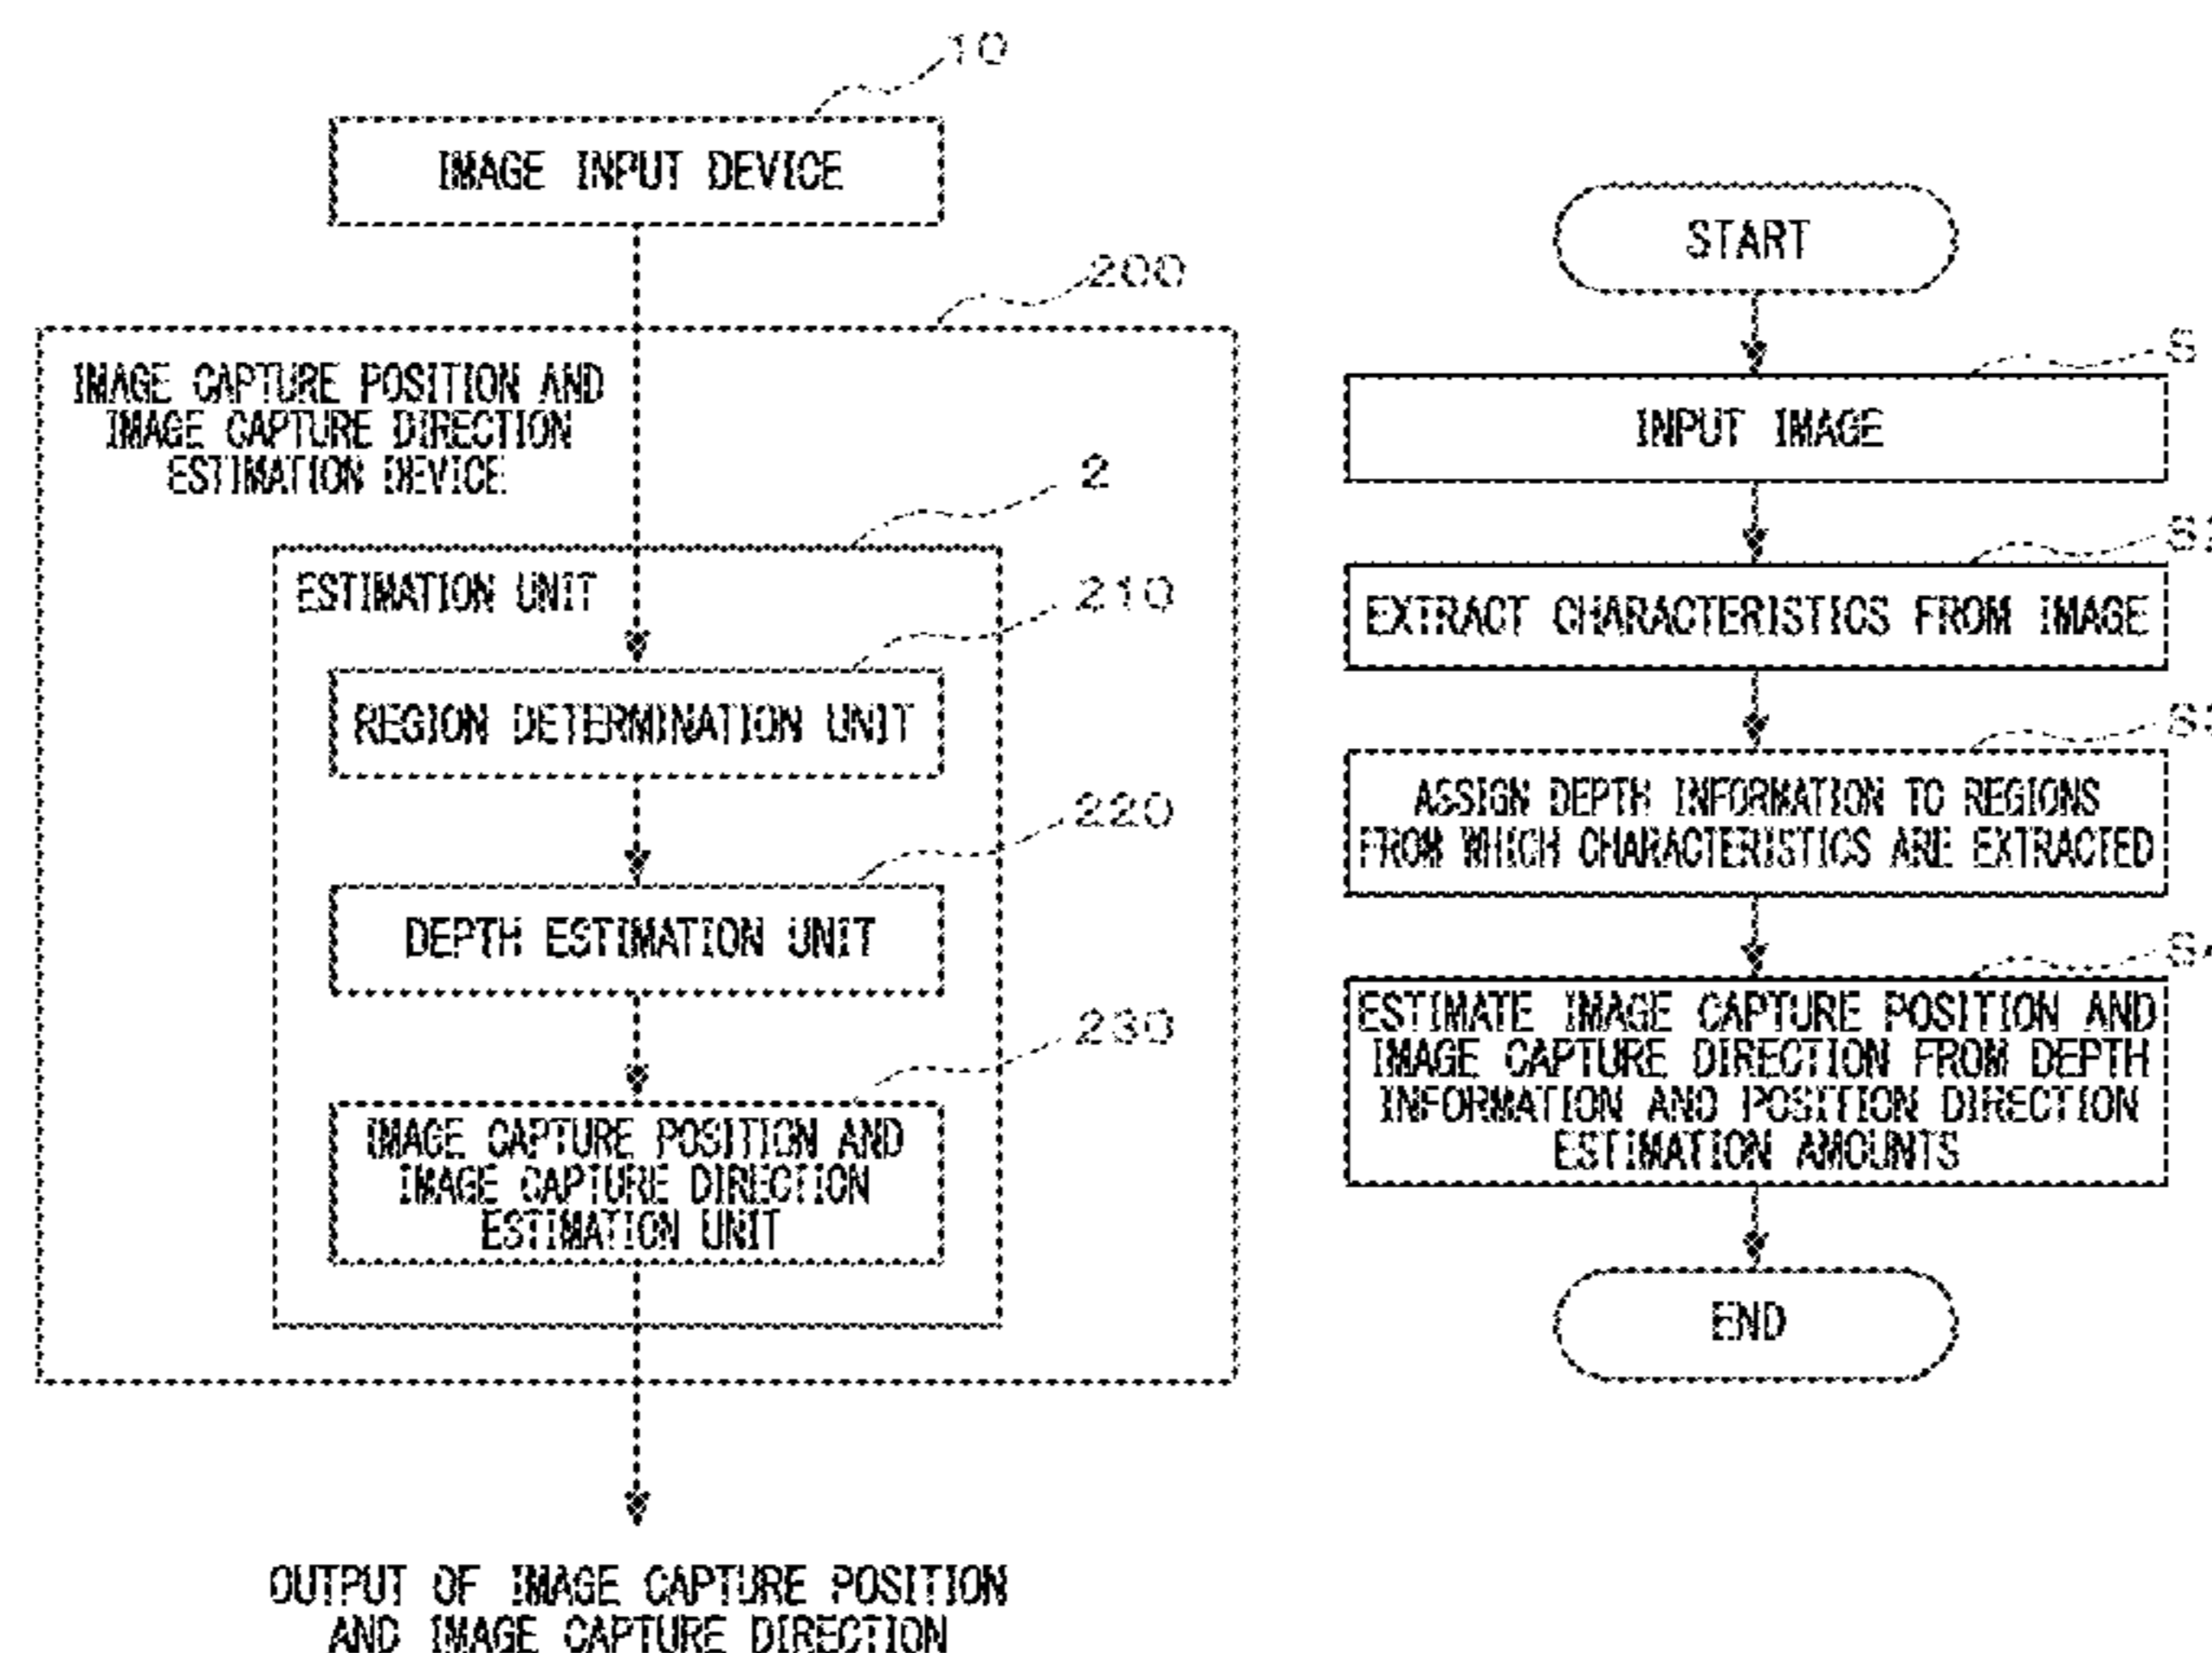 10
IMAGE INPUT DEVICE
200
IMAGE CAPTURE POSITION AND
IMAGE CAPTURE DIRECTION
ESTIMATION DEVICE
2
ESTIMATION UNIT
210
REGION DETERMINATION UNIT
220
DEPTH ESTIMATION UNIT
230
IMAGE CAPTURE POSITION AND
IMAGE CAPTURE DIRECTION
ESTIMATION UNIT
OUTPUT OF IMAGE CAPTURE POSITION
AND IMAGE CAPTURE DIRECTION
START
S
INPUT IMAGE
S
EXTRACT CHARACTERISTICS FROM IMAGE
S
ASSIGN DEPTH INFORMATION TO REGIONS
FROM WHICH CHARACTERISTICS ARE EXTRACTED
S
ESTIMATE IMAGE CAPTURE POSITION AND
IMAGE CAPTURE DIRECTION FROM DEPTH
INFORMATION AND POSITION DIRECTION
ESTIMATION AMOUNTS
END